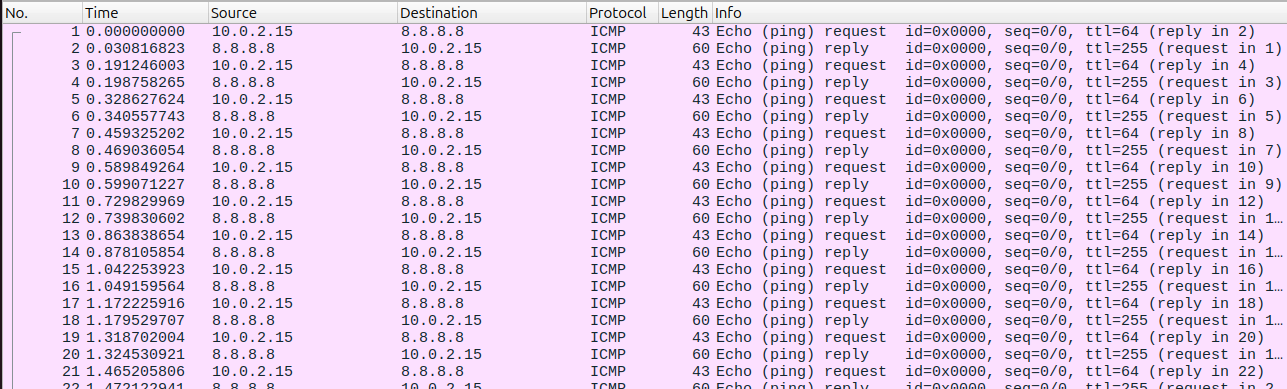 No. Time Source Destination Protocol Length Info
1 0.000000000 10.0.2.15 8.8.8.8 ICMP 43 Echo (ping) request id=0x0000, seq=0/0, ttl=64 (reply in 2)
2 0.030816823 8.8.8.8 10.0.2.15 ICMP 60 Echo (ping) reply id=0x0000, seq=0/0, ttl=255 (request in 1)
3 0.191246003 10.0.2.15 8.8.8.8 ICMP 43 Echo (ping) request id=0x0000, seq=0/0, ttl=64 (reply in 4)
4 0.198758265 8.8.8.8 10.0.2.15 ICMP 60 Echo (ping) reply id=0x0000, seq=0/0, ttl=255 (request in 3)
5 0.328627624 10.0.2.15 8.8.8.8 ICMP 43 Echo (ping) request id=0x0000, seq=0/0, ttl=64 (reply in 6)
6 0.340557743 8.8.8.8 10.0.2.15 ICMP 60 Echo (ping) reply id=0x0000, seq=0/0, ttl=255 (request in 5)
7 0.459325202 10.0.2.15 8.8.8.8 ICMP 43 Echo (ping) request id=0x0000, seq=0/0, ttl=64 (reply in 8)
8 0.469036054 8.8.8.8 10.0.2.15 ICMP 60 Echo (ping) reply id=0x0000, seq=0/0, ttl=255 (request in 7)
9 0.589849264 10.0.2.15 8.8.8.8 ICMP 43 Echo (ping) request id=0x0000, seq=0/0, ttl=64 (reply in 10)
10 0.599071227 8.8.8.8 10.0.2.15 ICMP 60 Echo (ping) reply id=0x0000, seq=0/0, ttl=255 (request in 9)
11 0.729829969 10.0.2.15 8.8.8.8 ICMP 43 Echo (ping) request id=0x0000, seq=0/0, ttl=64 (reply in 12)
12 0.739830602 8.8.8.8 10.0.2.15 ICMP 60 Echo (ping) reply id=0x0000, seq=0/0, ttl=255 (request in 1…
13 0.863838654 10.0.2.15 8.8.8.8 ICMP 43 Echo (ping) request id=0x0000, seq=0/0, ttl=64 (reply in 14)
14 0.878105854 8.8.8.8 10.0.2.15 ICMP 60 Echo (ping) reply id=0x0000, seq=0/0, ttl=255 (request in 1…
15 1.042253923 10.0.2.15 8.8.8.8 ICMP 43 Echo (ping) request id=0x0000, seq=0/0, ttl=64 (reply in 16)
16 1.049159564 8.8.8.8 10.0.2.15 ICMP 60 Echo (ping) reply id=0x0000, seq=0/0, ttl=255 (request in 1…
17 1.172225916 10.0.2.15 8.8.8.8 ICMP 43 Echo (ping) request id=0x0000, seq=0/0, ttl=64 (reply in 18)
18 1.179529707 8.8.8.8 10.0.2.15 ICMP 60 Echo (ping) reply id=0x0000, seq=0/0, ttl=255 (request in 1…
19 1.318702004 10.0.2.15 8.8.8.8 ICMP 43 Echo (ping) request id=0x0000, seq=0/0, ttl=64 (reply in 20)
20 1.324530921 8.8.8.8 10.0.2.15 ICMP 60 Echo (ping) reply id=0x0000, seq=0/0, ttl=255 (request in 1…
21 1.465205806 10.0.2.15 8.8.8.8 ICMP 43 Echo (ping) request id=0x0000, seq=0/0, ttl=64 (reply in 22)
22 1.472122941 8.8.8.8 10.0.2.15 ICMP 60 Echo (ping) reply id=0x0000, seq=0/0, ttl=255 (request in 2…